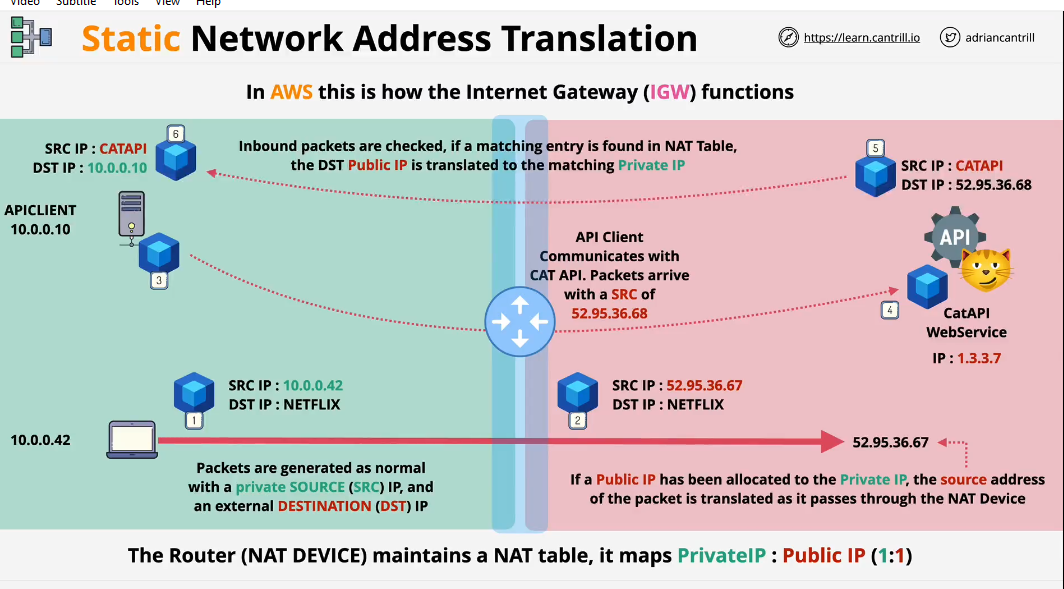 Video Subtitle Tools View Help
Static Network Address Translation
https://learn.cantrill.io
adriancantrill
In AWS this is how the Internet Gateway (IGW) functions
6
SRC IP : CATAPI
DST IP : 10.0.0.10
Inbound packets are checked, if a matching entry is found in NAT Table,
the DST Public IP is translated to the matching Private IP
5
SRC IP : CATAPI
DST IP : 52.95.36.68
APICLIENT
10.0.0.10
3
API Client
Communicates with
CAT API. Packets arrive
with a SRC of
52.95.36.68
API
4
CatAPI
WebService
IP : 1.3.3.7
1
SRC IP : 10.0.0.42
DST IP : NETFLIX
2
SRC IP : 52.95.36.67
DST IP : NETFLIX
10.0.0.42
52.95.36.67
Packets are generated as normal
with a private SOURCE (SRC) IP, and
an external DESTINATION (DST) IP
If a Public IP has been allocated to the Private IP, the source address
of the packet is translated as it passes through the NAT Device
The Router (NAT DEVICE) maintains a NAT table, it maps PrivateIP : Public IP (1:1)